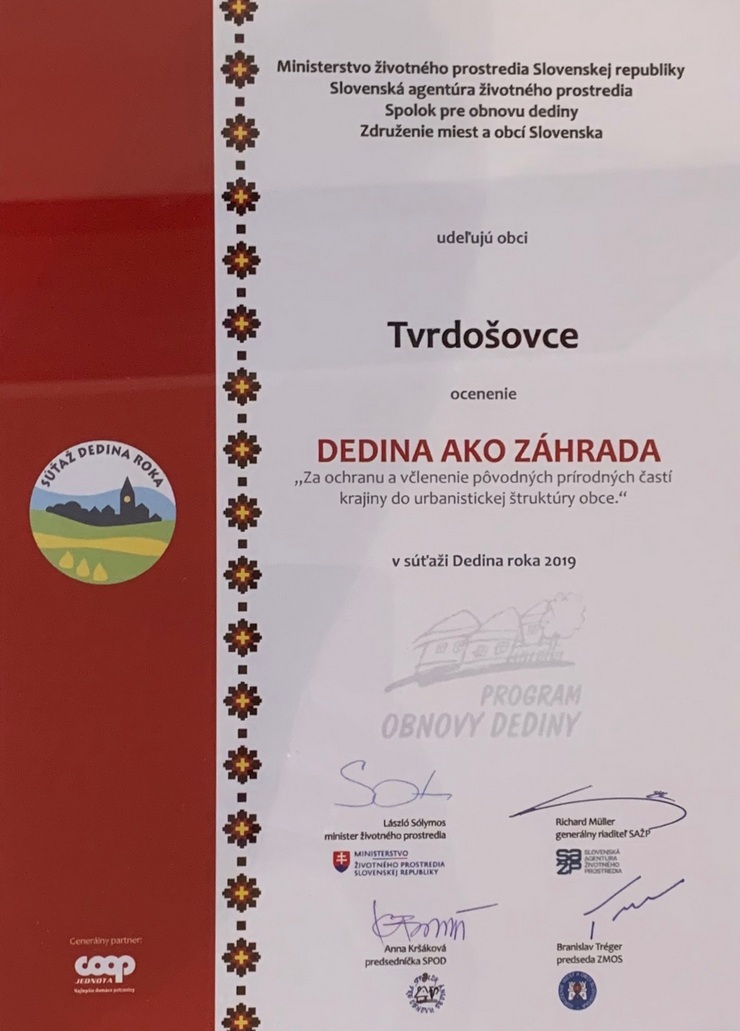 Ministerstvo životného prostredia Slovenskej republiky
Slovenská agentúra životného prostredia
Spolok pre obnovu dediny
Združenie miest a obcí Slovenska
udeľujú obci
Tvrdošovce
ocenenie
DEDINA AKO ZÁHRADA
„Za ochranu a včlenenie pôvodných prírodných častí
krajiny do urbanistickej štruktúry obce.“
v súťaži Dedina roka 2019
SÚŤAŽ DEDINA ROKA
PROGRAM
OBNOVY DEDINY
László Sólymos
minister životného prostredia
MINISTERSTVO
ŽIVOTNÉHO PROSTREDIA
SLOVENSKEJ REPUBLIKY
Richard Müller
generálny riaditeľ SAŽP
SAŽP
SLOVENSKÁ
AGENTÚRA
ŽIVOTNÉHO
PROSTREDIA
Anna Kršáková
predsedníčka SPOD
Branislav Tréger
predseda ZMOS
Generálny partner:
coop
JEDNOTA
Najlepšie domáce potraviny